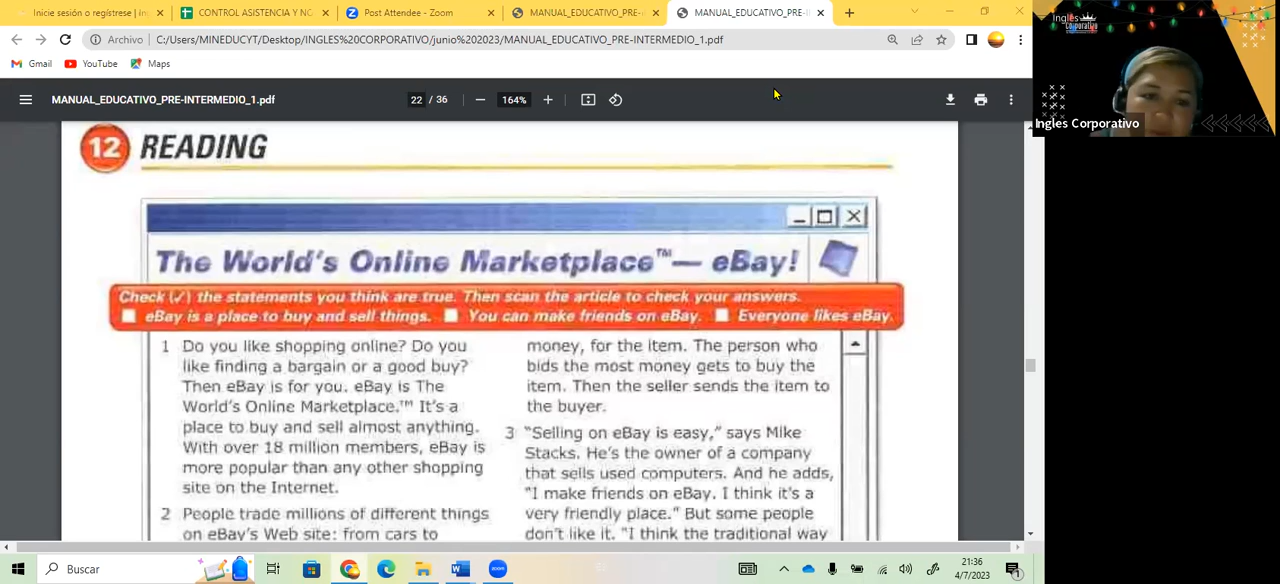 Inicie sesión o regístrese | In
CONTROL ASISTENCIA Y NO
Post Attendee - Zoom
MANUAL_EDUCATIVO_PRE-
MANUAL_EDUCATIVO_PRE-I
Archivo
C:/Users/MINEDUCYT/Desktop/INGLES%20CORPORATIVO/junio%202023/MANUAL_EDUCATIVO_PRE-INTERMEDIO_1.pdf
Gmail
YouTube
Maps
MANUAL_EDUCATIVO_PRE-INTERMEDIO_1.pdf
22 / 36
164%
Ingles
Corporativo
Ingles Corporativo
12 READING
The World's Online Marketplace™— eBay!
Check (✓) the statements you think are true. Then scan the article to check your answers.
eBay is a place to buy and sell things. You can make friends on eBay. Everyone likes eBay.
1 Do you like shopping online? Do you
like finding a bargain or a good buy?
Then eBay is for you. eBay is The
World's Online Marketplace.™ It's a
place to buy and sell almost anything.
With over 18 million members, eBay is
more popular than any other shopping
site on the Internet.
2 People trade millions of different things
on eBay's Web site: from cars to
money, for the item. The person who
bids the most money gets to buy the
item. Then the seller sends the item to
the buyer.
3 "Selling on eBay is easy," says Mike
Stacks. He's the owner of a company
that sells used computers. And he adds,
"I make friends on eBay. I think it's a
very friendly place." But some people
don't like it. "I think the traditional way
Buscar
zoom
21:36
4/7/2023
1